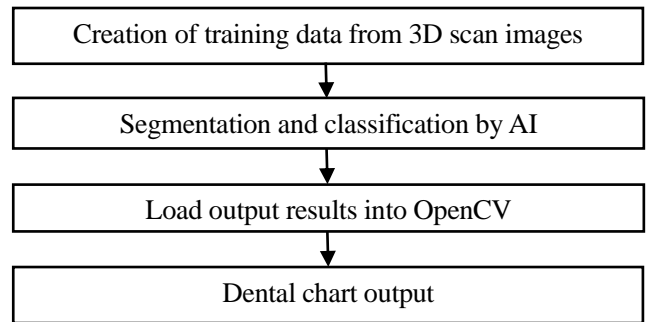 Creation of training data from 3D scan images
Segmentation and classification by AI
Load output results into OpenCV
Dental chart output